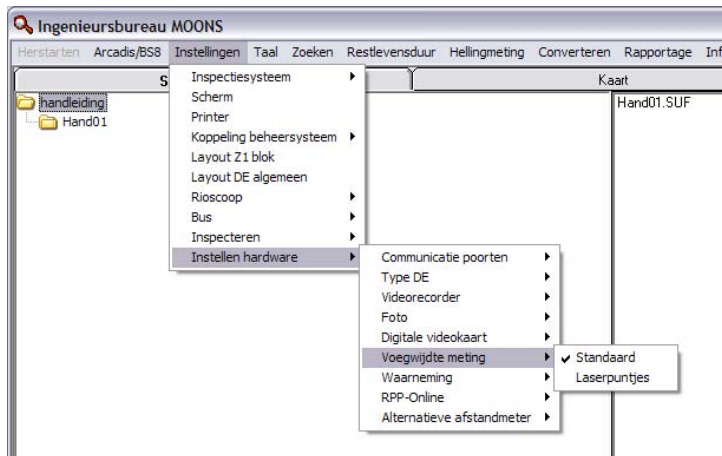 Ingenieursbureau MOONS
Herstarten Arcadis/BS8 Instellingen Taal Zoeken Restlevensduur Hellingmeting Converteren Rapportage Inf
S
Kaart
handleiding
Hand01
Hand01.SUF
Inspectiesysteem
Scherm
Printer
Koppeling beheersysteem
Layout Z1 blok
Layout DE algemeen
Rioscoop
Bus
Inspecteren
Instellen hardware
Communicatie poorten
Type DE
Videorecorder
Foto
Digitale videokaart
Voegwijdte meting
Waarneming
RPP-Online
Alternatieve afstandmeter
Standaard
Laserpuntjes